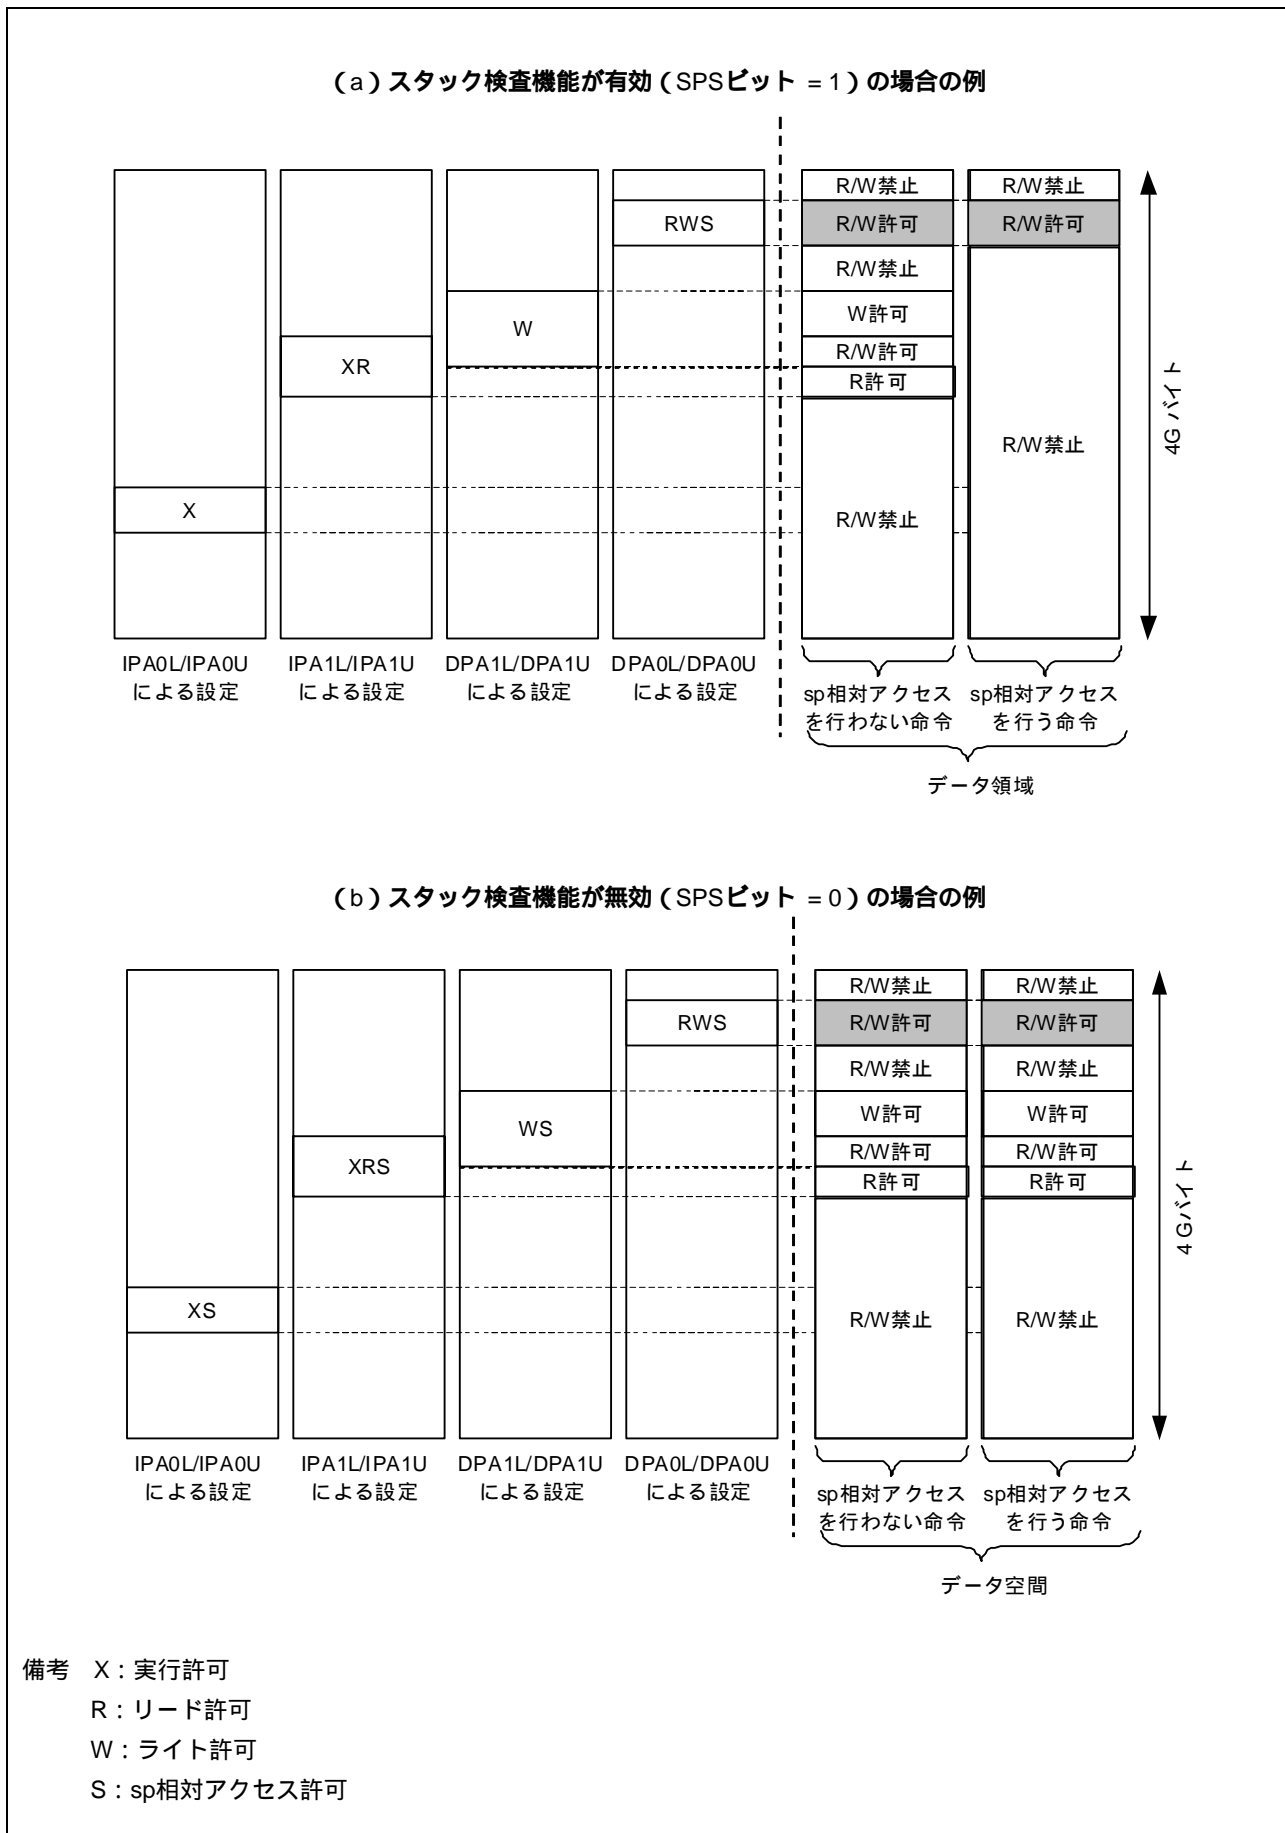 （a）スタック検査機能が有効（SPSビット = 1）の場合の例
R/W禁止
R/W禁止
RWS
R/W許可
R/W許可
R/W禁止
W
W許可
XR
R/W許可
R許可
R/W禁止
4Gバイト
X
R/W禁止
IPA0L/IPA0U
による設定
IPA1L/IPA1U
による設定
DPA1L/DPA1U
による設定
DPA0L/DPA0U
による設定
sp相対アクセス
を行わない命令
sp相対アクセス
を行う命令
データ領域
（b）スタック検査機能が無効（SPSビット = 0）の場合の例
R/W禁止
R/W禁止
RWS
R/W許可
R/W許可
R/W禁止
R/W禁止
WS
W許可
W許可
XRS
R/W許可
R/W許可
R許可
R許可
4Gバイト
XS
R/W禁止
R/W禁止
IPA0L/IPA0U
による設定
IPA1L/IPA1U
による設定
DPA1L/DPA1U
による設定
DPA0L/DPA0U
による設定
sp相対アクセス
を行わない命令
sp相対アクセス
を行う命令
データ空間
備考 X：実行許可
R：リード許可
W：ライト許可
S：sp相対アクセス許可